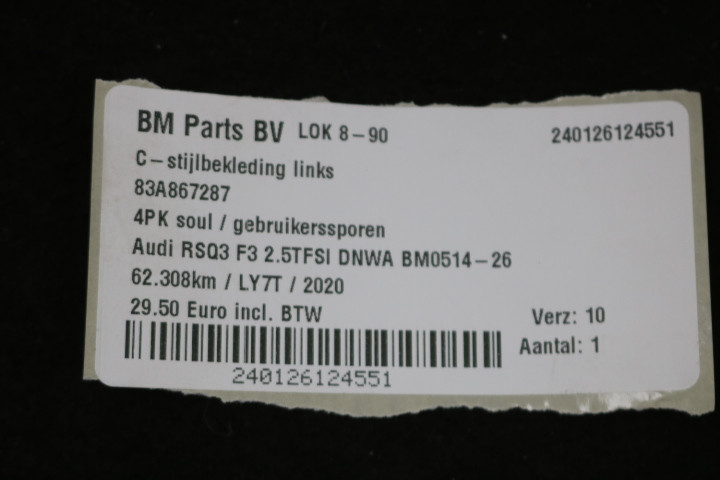 BM Parts BV LOK 8-90 240126124551
C-stijlbekleding links
83A867287
4PK soul / gebruikerssporen
Audi RSQ3 F3 2.5TFSI DNWA BM0514-26
62.308km / LY7T / 2020
29.50 Euro incl. BTW Verz: 10
Aantal: 1
240126124551